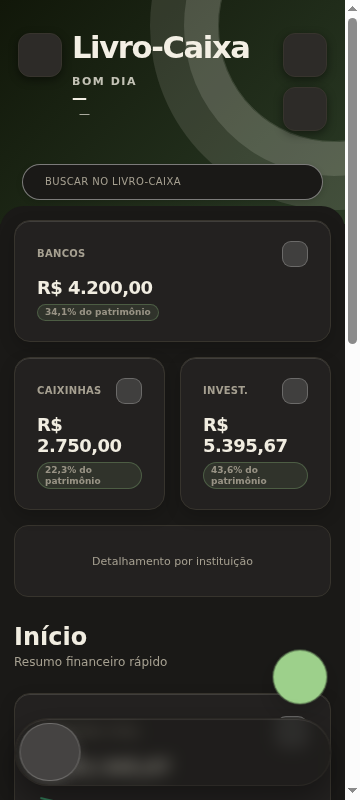 Livro-Caixa
BOM DIA
—
—
BUSCAR NO LIVRO-CAIXA
BANCOS
R$ 4.200,00
34,1% do patrimônio
CAIXINHAS
R$
2.750,00
22,3% do
patrimônio
INVEST.
R$
5.395,67
43,6% do
patrimônio
Detalhamento por instituição
Início
Resumo financeiro rápido